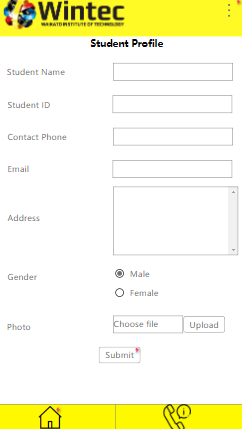 Wintec
WAIKATO INSTITUTE OF TECHNOLOGY
Student Profile
Student Name
Student ID
Contact Phone
Email
Address
Gender
Male
Female
Photo
Choose file
Upload
Submit